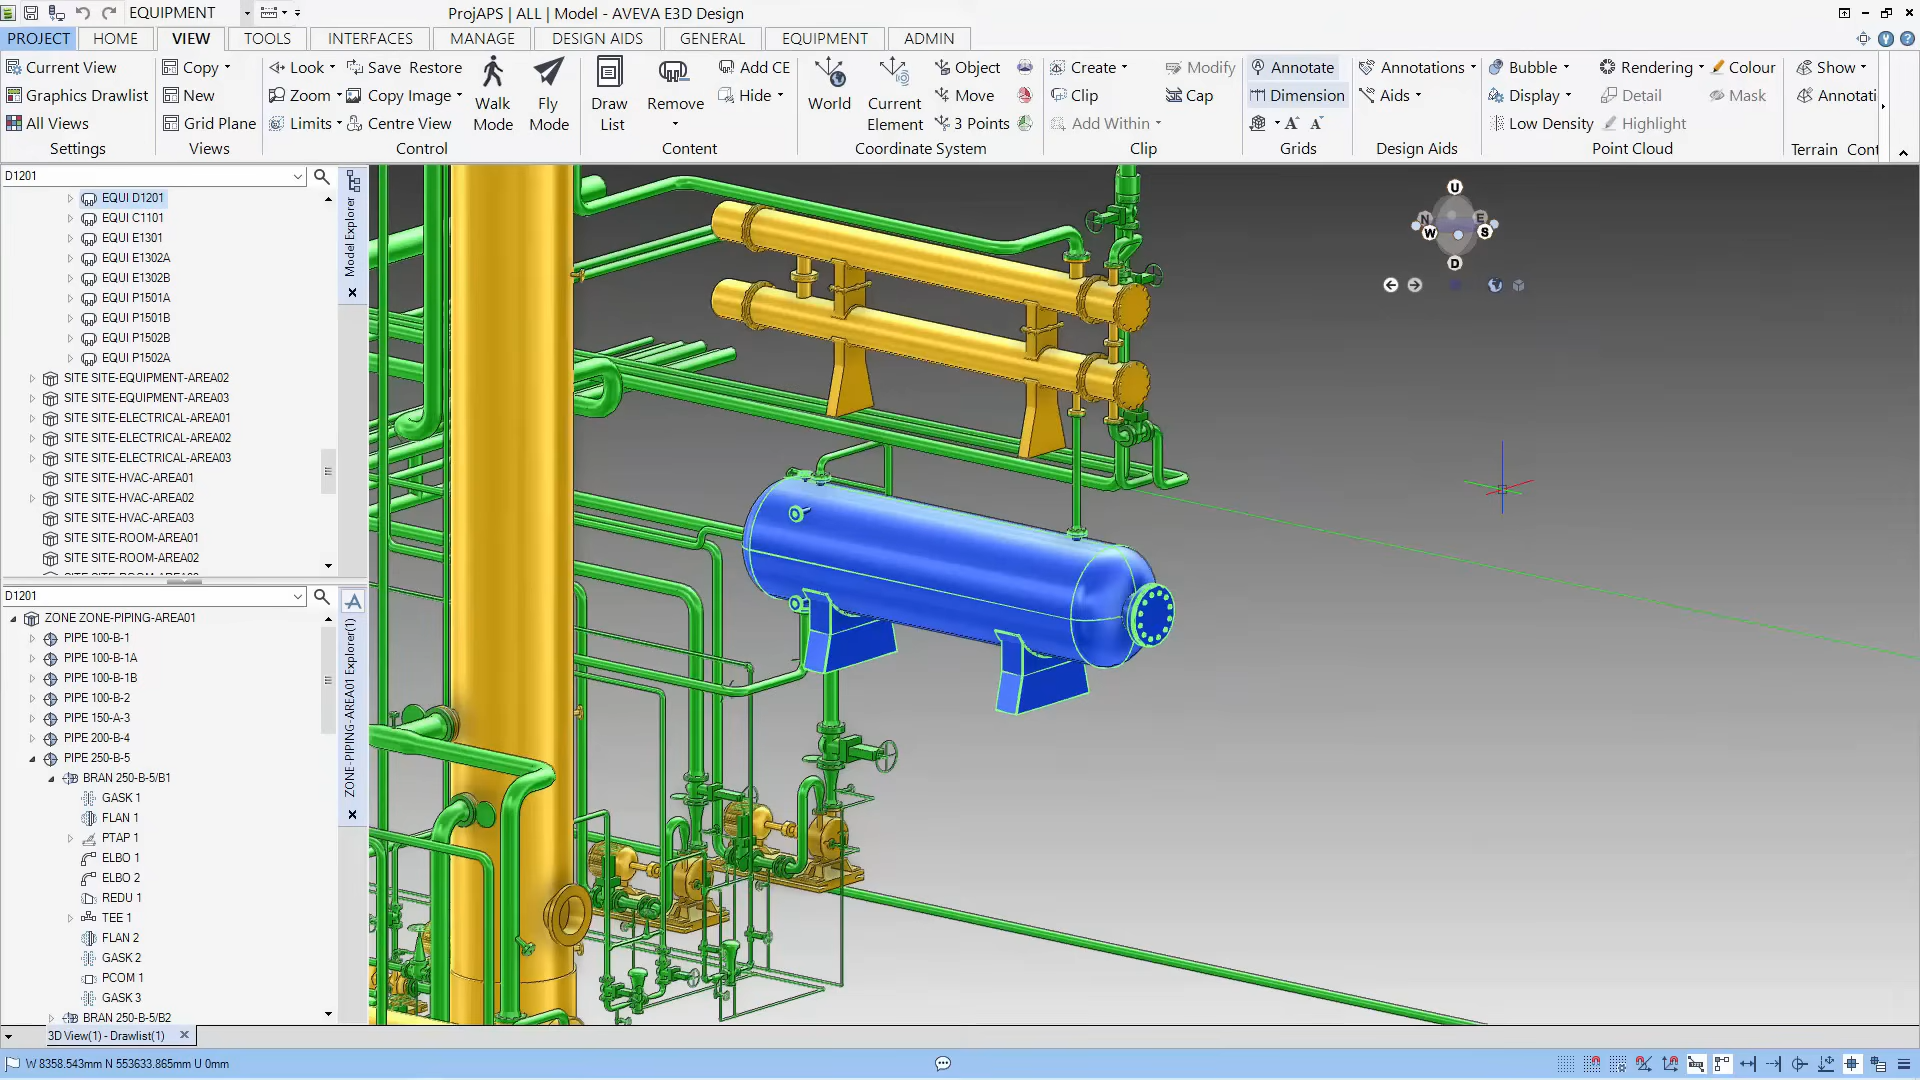 EQUIPMENT
ProjAPS | ALL | Model - AVEVA E3D Design
PROJECT HOME VIEW TOOLS INTERFACES MANAGE DESIGN AIDS GENERAL EQUIPMENT ADMIN
Current View
Graphics Drawlist
All Views
Settings
Copy
New
Grid Plane
Views
Look Save Restore
Zoom Copy Image
Limits Centre View
Walk Mode
Fly Mode
Control
Draw List
Remove
Add CE
Hide
Content
World
Current Element
Object
Move
3 Points
Coordinate System
Create Modify
Clip Cap
Add Within
Clip
Annotate
Dimension
Grids
Annotations
Aids
Design Aids
Bubble Rendering Colour
Display Detail Mask
Low Density Highlight
Point Cloud
Show
Annotati
Terrain Cont
D1201
EQUI D1201
EQUI C1101
EQUI E1301
EQUI E1302A
EQUI E1302B
EQUI P1501A
EQUI P1501B
EQUI P1502B
EQUI P1502A
SITE SITE-EQUIPMENT-AREA02
SITE SITE-EQUIPMENT-AREA03
SITE SITE-ELECTRICAL-AREA01
SITE SITE-ELECTRICAL-AREA02
SITE SITE-ELECTRICAL-AREA03
SITE SITE-HVAC-AREA01
SITE SITE-HVAC-AREA02
SITE SITE-HVAC-AREA03
SITE SITE-ROOM-AREA01
SITE SITE-ROOM-AREA02
Model Explorer
D1201
ZONE ZONE-PIPING-AREA01
PIPE 100-B-1
PIPE 100-B-1A
PIPE 100-B-1B
PIPE 100-B-2
PIPE 150-A-3
PIPE 200-B-4
PIPE 250-B-5
BRAN 250-B-5/B1
GASK 1
FLAN 1
PTAP 1
ELBO 1
ELBO 2
REDU 1
TEE 1
FLAN 2
GASK 2
PCOM 1
GASK 3
BRAN 250-B-5/B2
ZONE-PIPING-AREA01 Explorer(1)
U
N E
W S
D
3D View(1) - Drawlist(1)
W 8358.543mm N 553633.865mm U 0mm